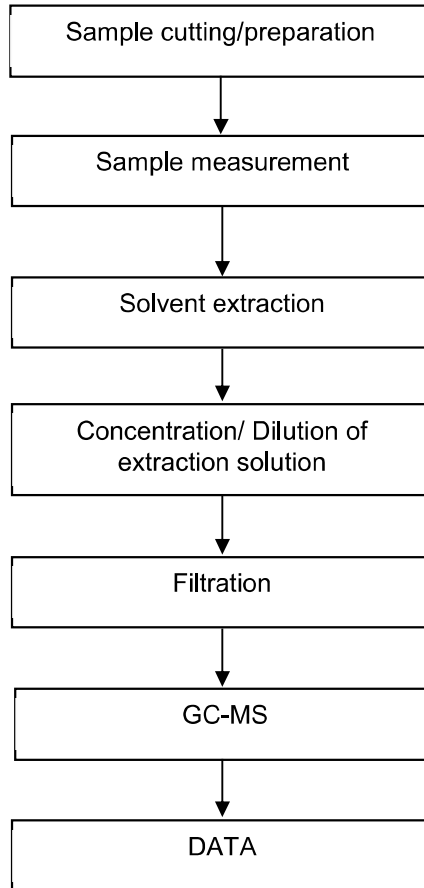 Sample cutting/preparation
Sample measurement
Solvent extraction
Concentration/ Dilution of
extraction solution
Filtration
GC-MS
DATA